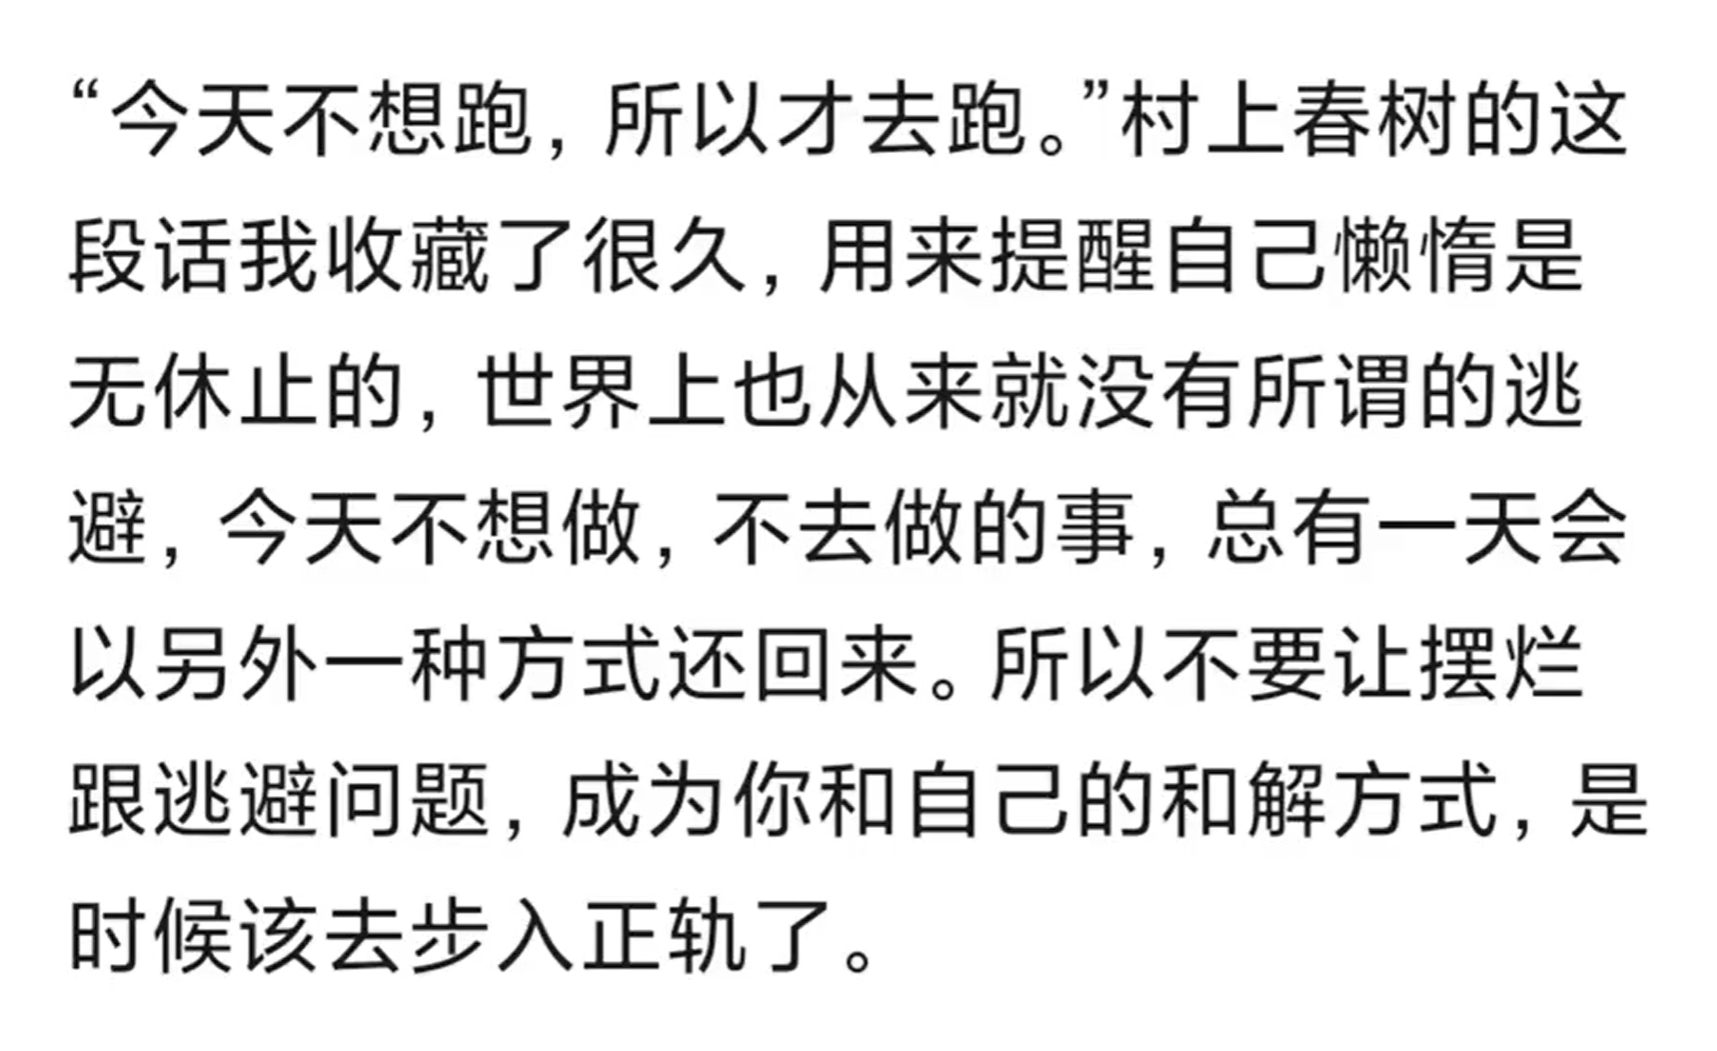 “今天不想跑，所以才去跑。”村上春树的这
段话我收藏了很久，用来提醒自己懒惰是
无休止的，世界上也从来就没有所谓的逃
避，今天不想做，不去做的事，总有一天会
以另外一种方式还回来。所以不要让摆烂
跟逃避问题，成为你和自己的和解方式，是
时候该去步入正轨了。